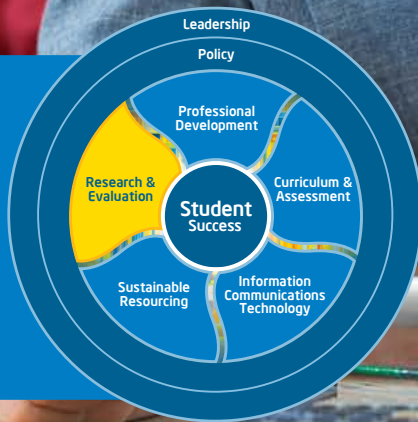 Leadership
Policy
Professional
Development
Research &
Evaluation
Curriculum &
Assessment
Student
Success
Sustainable
Resourcing
Information
Communications
Technology